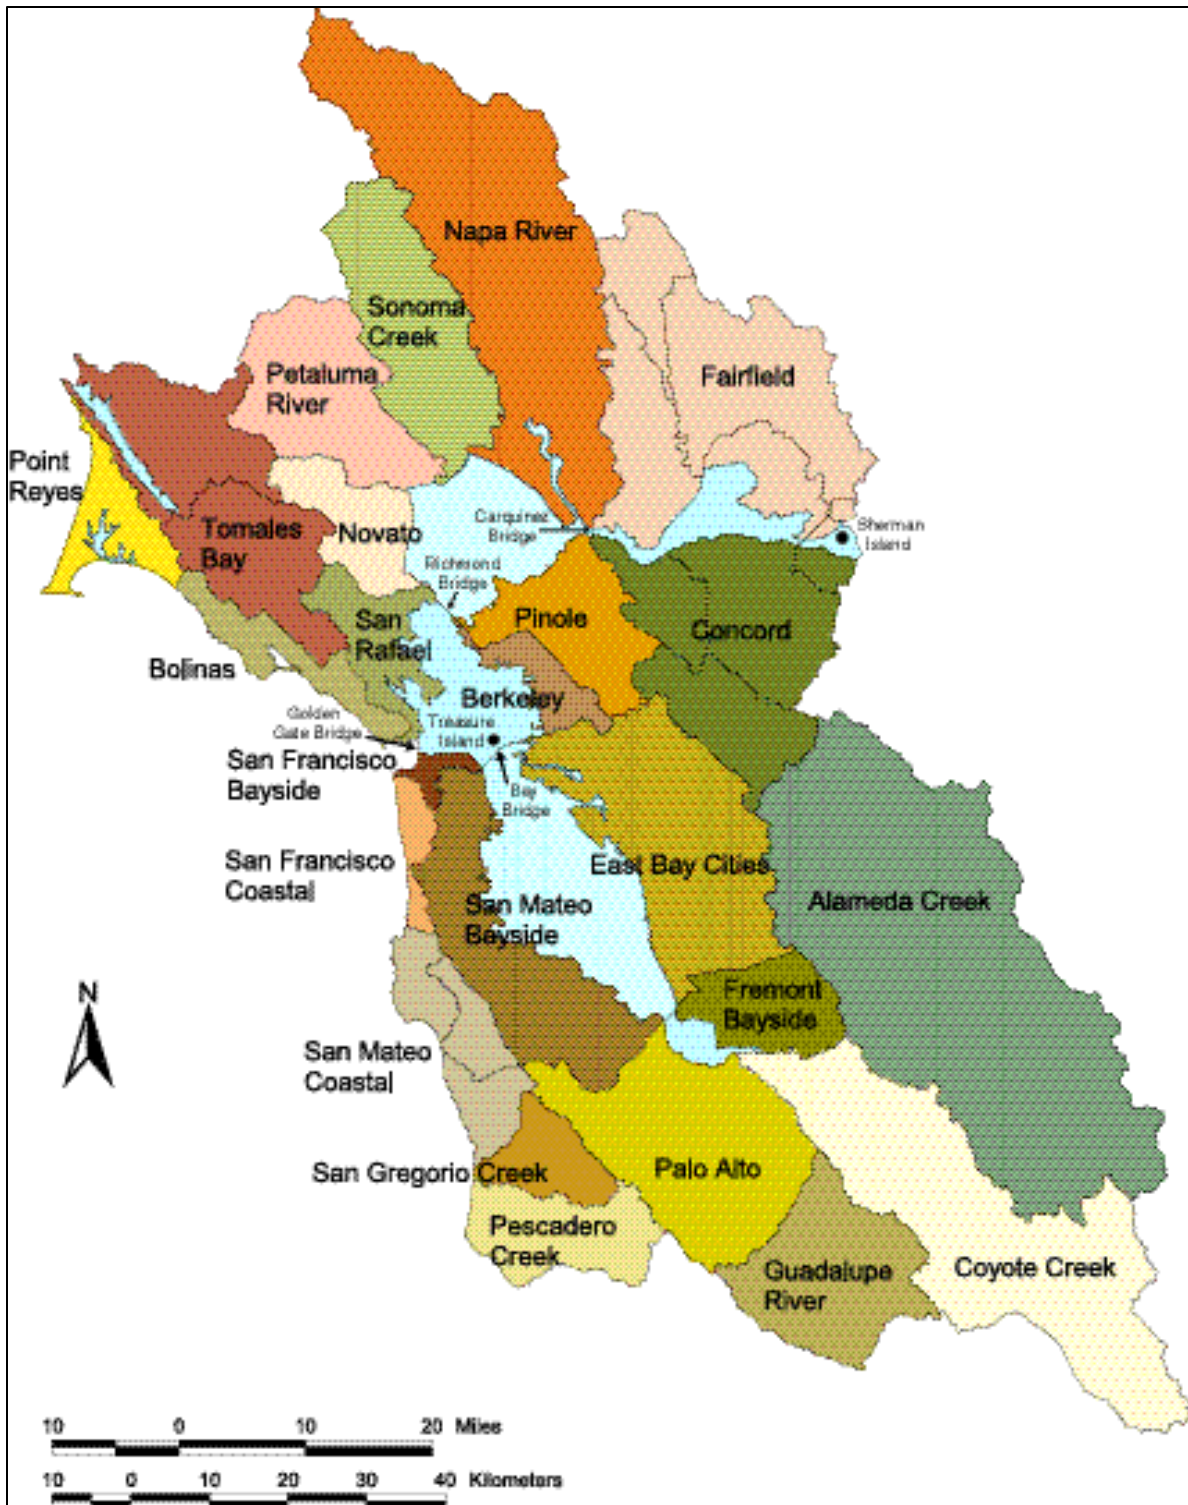 Napa River
Sonoma
Creek
Fairfield
Petaluma
River
Point
Reyes
Tomales
Bay
Novato
Carquinez
Bridge
Sherman
Island
Richmond
Bridge
Pinole
Concord
San
Rafael
Bolinas
Berkeley
Golden
Gate Bridge
Treasure
Island
San Francisco
Bayside
Bay
Bridge
San Francisco
Coastal
East Bay Cities
San Mateo
Bayside
Alameda Creek
N
Fremont
Bayside
San Mateo
Coastal
San Gregorio Creek
Palo Alto
Pescadero
Creek
Guadalupe
River
Coyote Creek
10 0 10 20 Miles
10 0 10 20 30 40 Kilometers